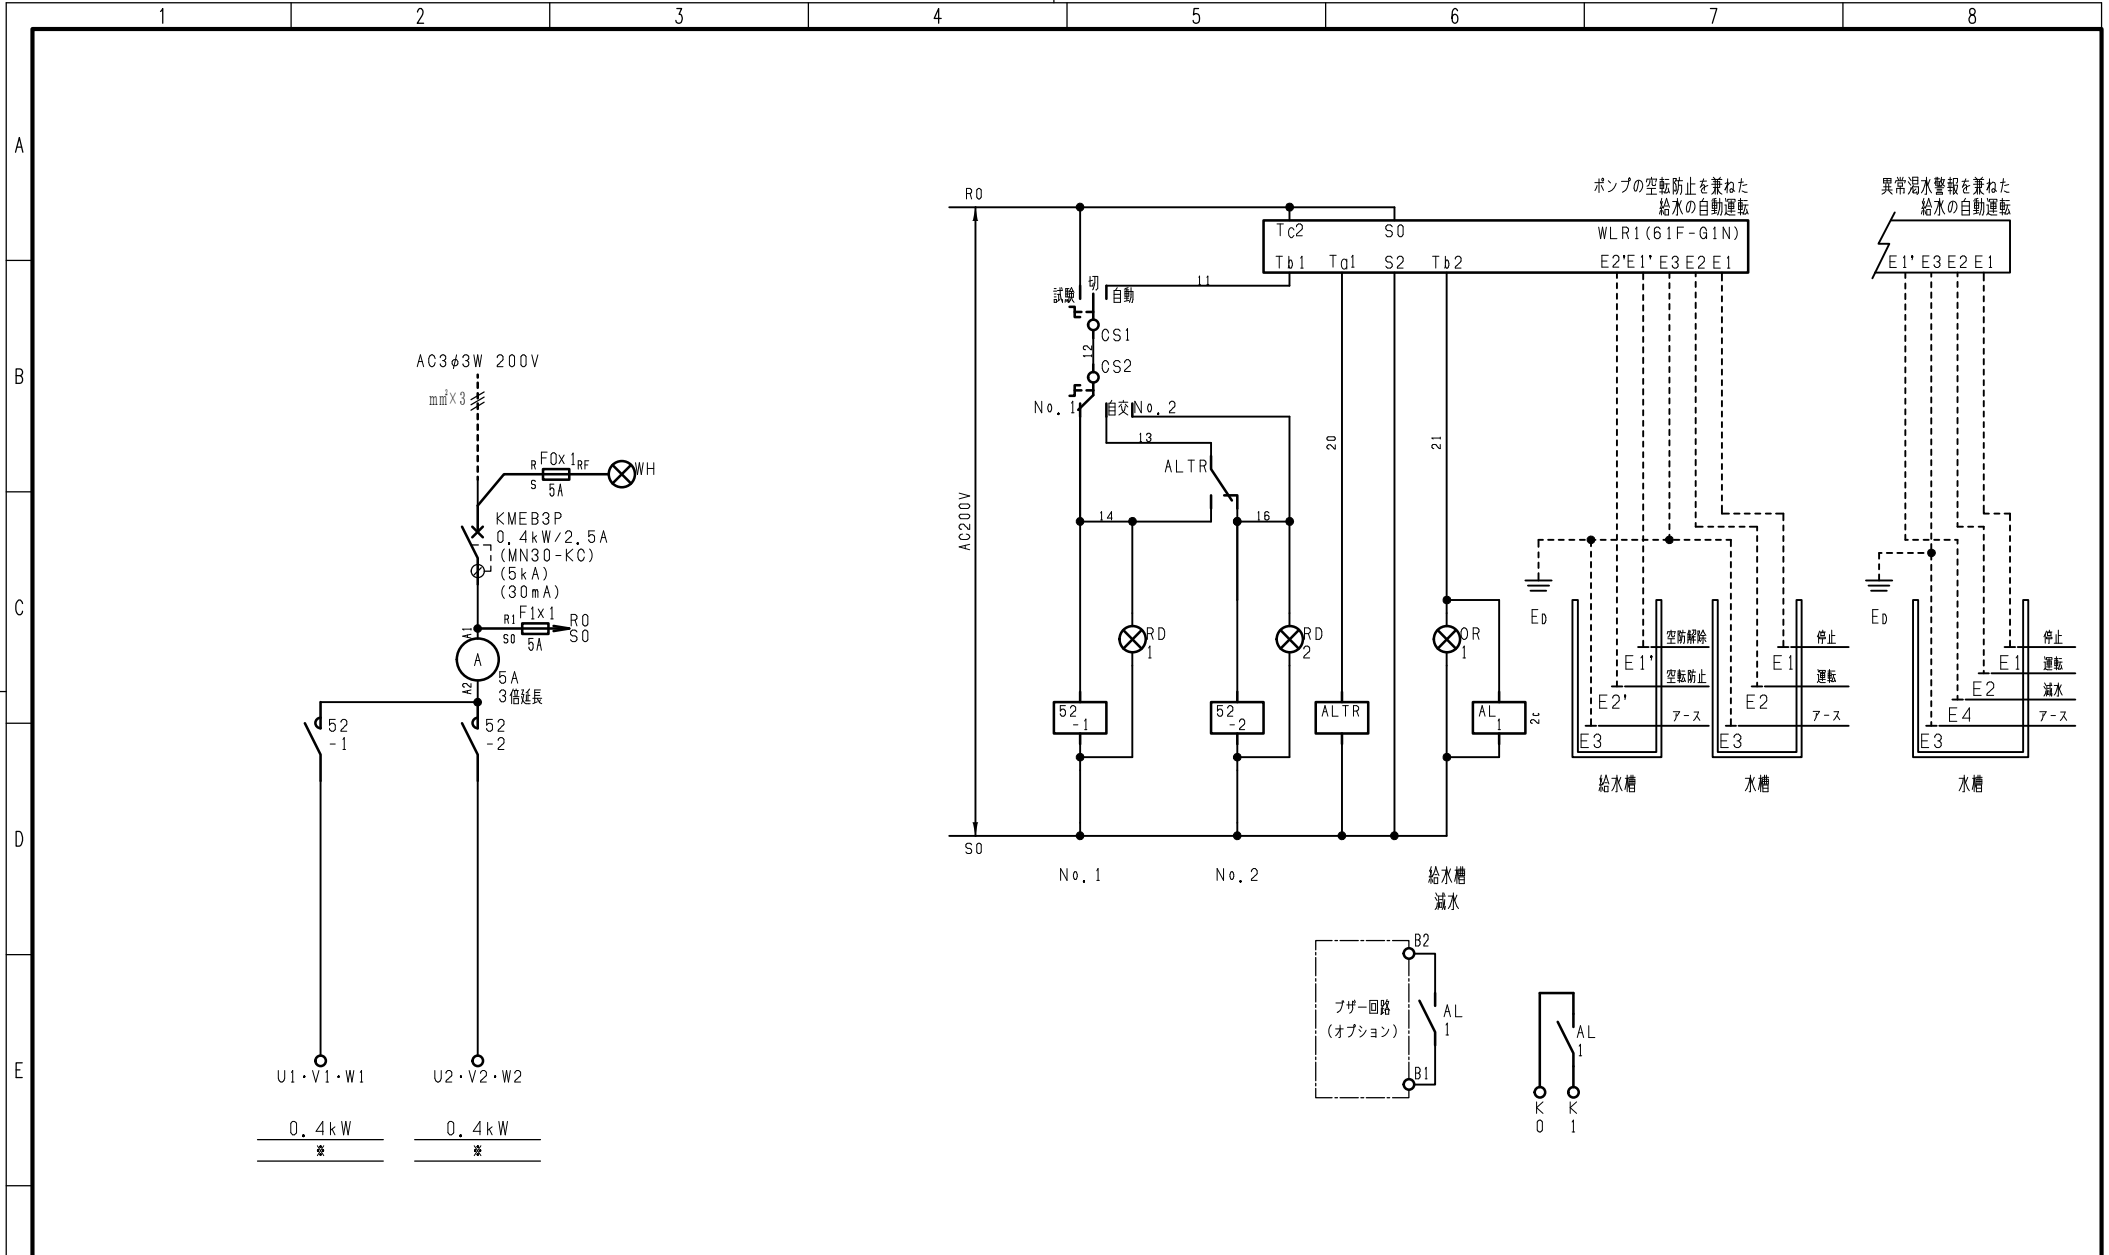 1 2 3 4 5 6 7 8
A
B
C
D
E
AC3φ3W 200V
mm²×3
R F0×1 RF
S 5A
WH
KMEB3P
0.4kW/2.5A
(MN30-KC)
(5kA)
(30mA)
A1
R1 F1×1 R0
S0 5A S0
A
A2
5A
3倍延長
52
-1
52
-2
U1・V1・W1
U2・V2・W2
0.4kW
※
0.4kW
※
R0
AC200V
S0
試験 切 自動
11
CS1
12
CS2
No.1 自交 No.2
13
ALTR
14
16
RD
1
RD
2
20
21
OR
1
52
-1
52
-2
ALTR
AL
1
2c
No.1
No.2
給水槽
減水
ポンプの空転防止を兼ねた
給水の自動運転
Tc2 S0 WLR1(61F-G1N)
Tb1 Ta1 S2 Tb2 E2' E1' E3 E2 E1
ED
空防解除
E1'
空転防止
E2'
アース
E3
給水槽
停止
E1
運転
E2
アース
E3
水槽
異常渇水警報を兼ねた
給水の自動運転
E1' E3 E2 E1
ED
停止
E1
運転
E2
減水
E4
アース
E3
水槽
B2
ブザー回路
(オプション)
AL
1
B1
AL
1
K
0
K
1